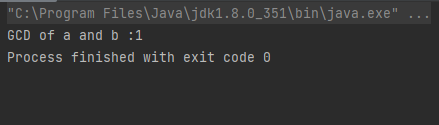 "C:\Program Files\Java\jdk1.8.0_351\bin\java.exe" ...
GCD of a and b :1
Process finished with exit code 0